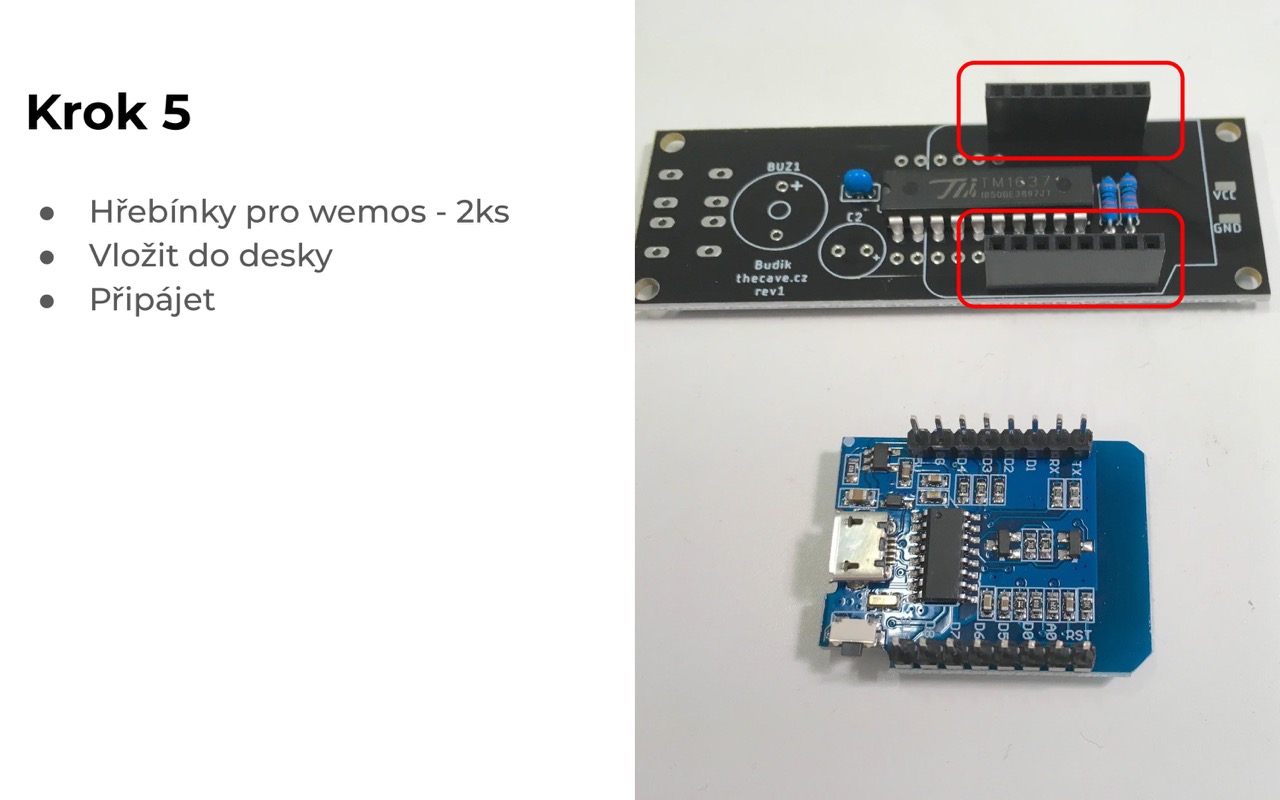 Krok 5
● Hřebínky pro wemos - 2ks
● Vložit do desky
● Připájet
BUZ1
+
TM1637
VCC
GND
C2
+
Budik
thecave.cz
rev1
D4
D3
D2
D1
RX
TX
D8
D7
D6
D5
D0
A0
RST